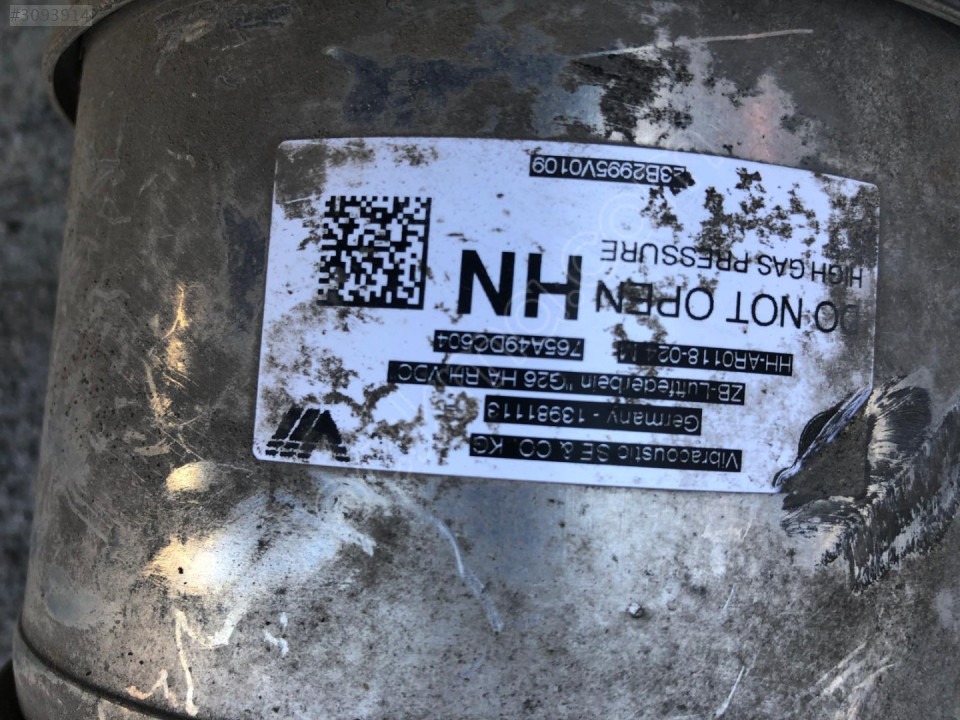 #3093914
Vibracoustic SE & CO. KG
Germany - 13981113
ZB-Luftfederbein "G26 HA RH VDC
HH-AR0118-024 M 765A49DC604
DO NOT OPEN HN
HIGH GAS PRESSURE
23B2995V0109